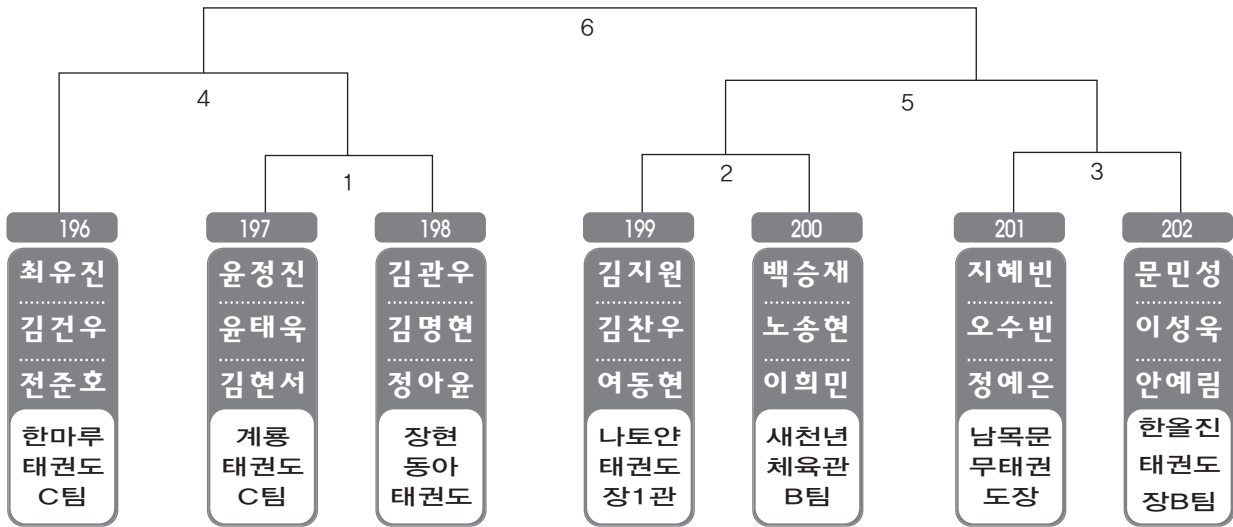 6
4
5
1
2
3
196
197
198
199
200
201
202
최유진
김건우
전준호
한마루
태권도
C팀
윤정진
윤태욱
김현서
계룡
태권도
C팀
김관우
김명현
정아윤
장현
동아
태권도
김지원
김찬우
여동현
나토얀
태권도
장1관
백승재
노송현
이희민
새천년
체육관
B팀
지혜빈
오수빈
정예은
남목문
무태권
도장
문민성
이성욱
안예림
한올진
태권도
장B팀